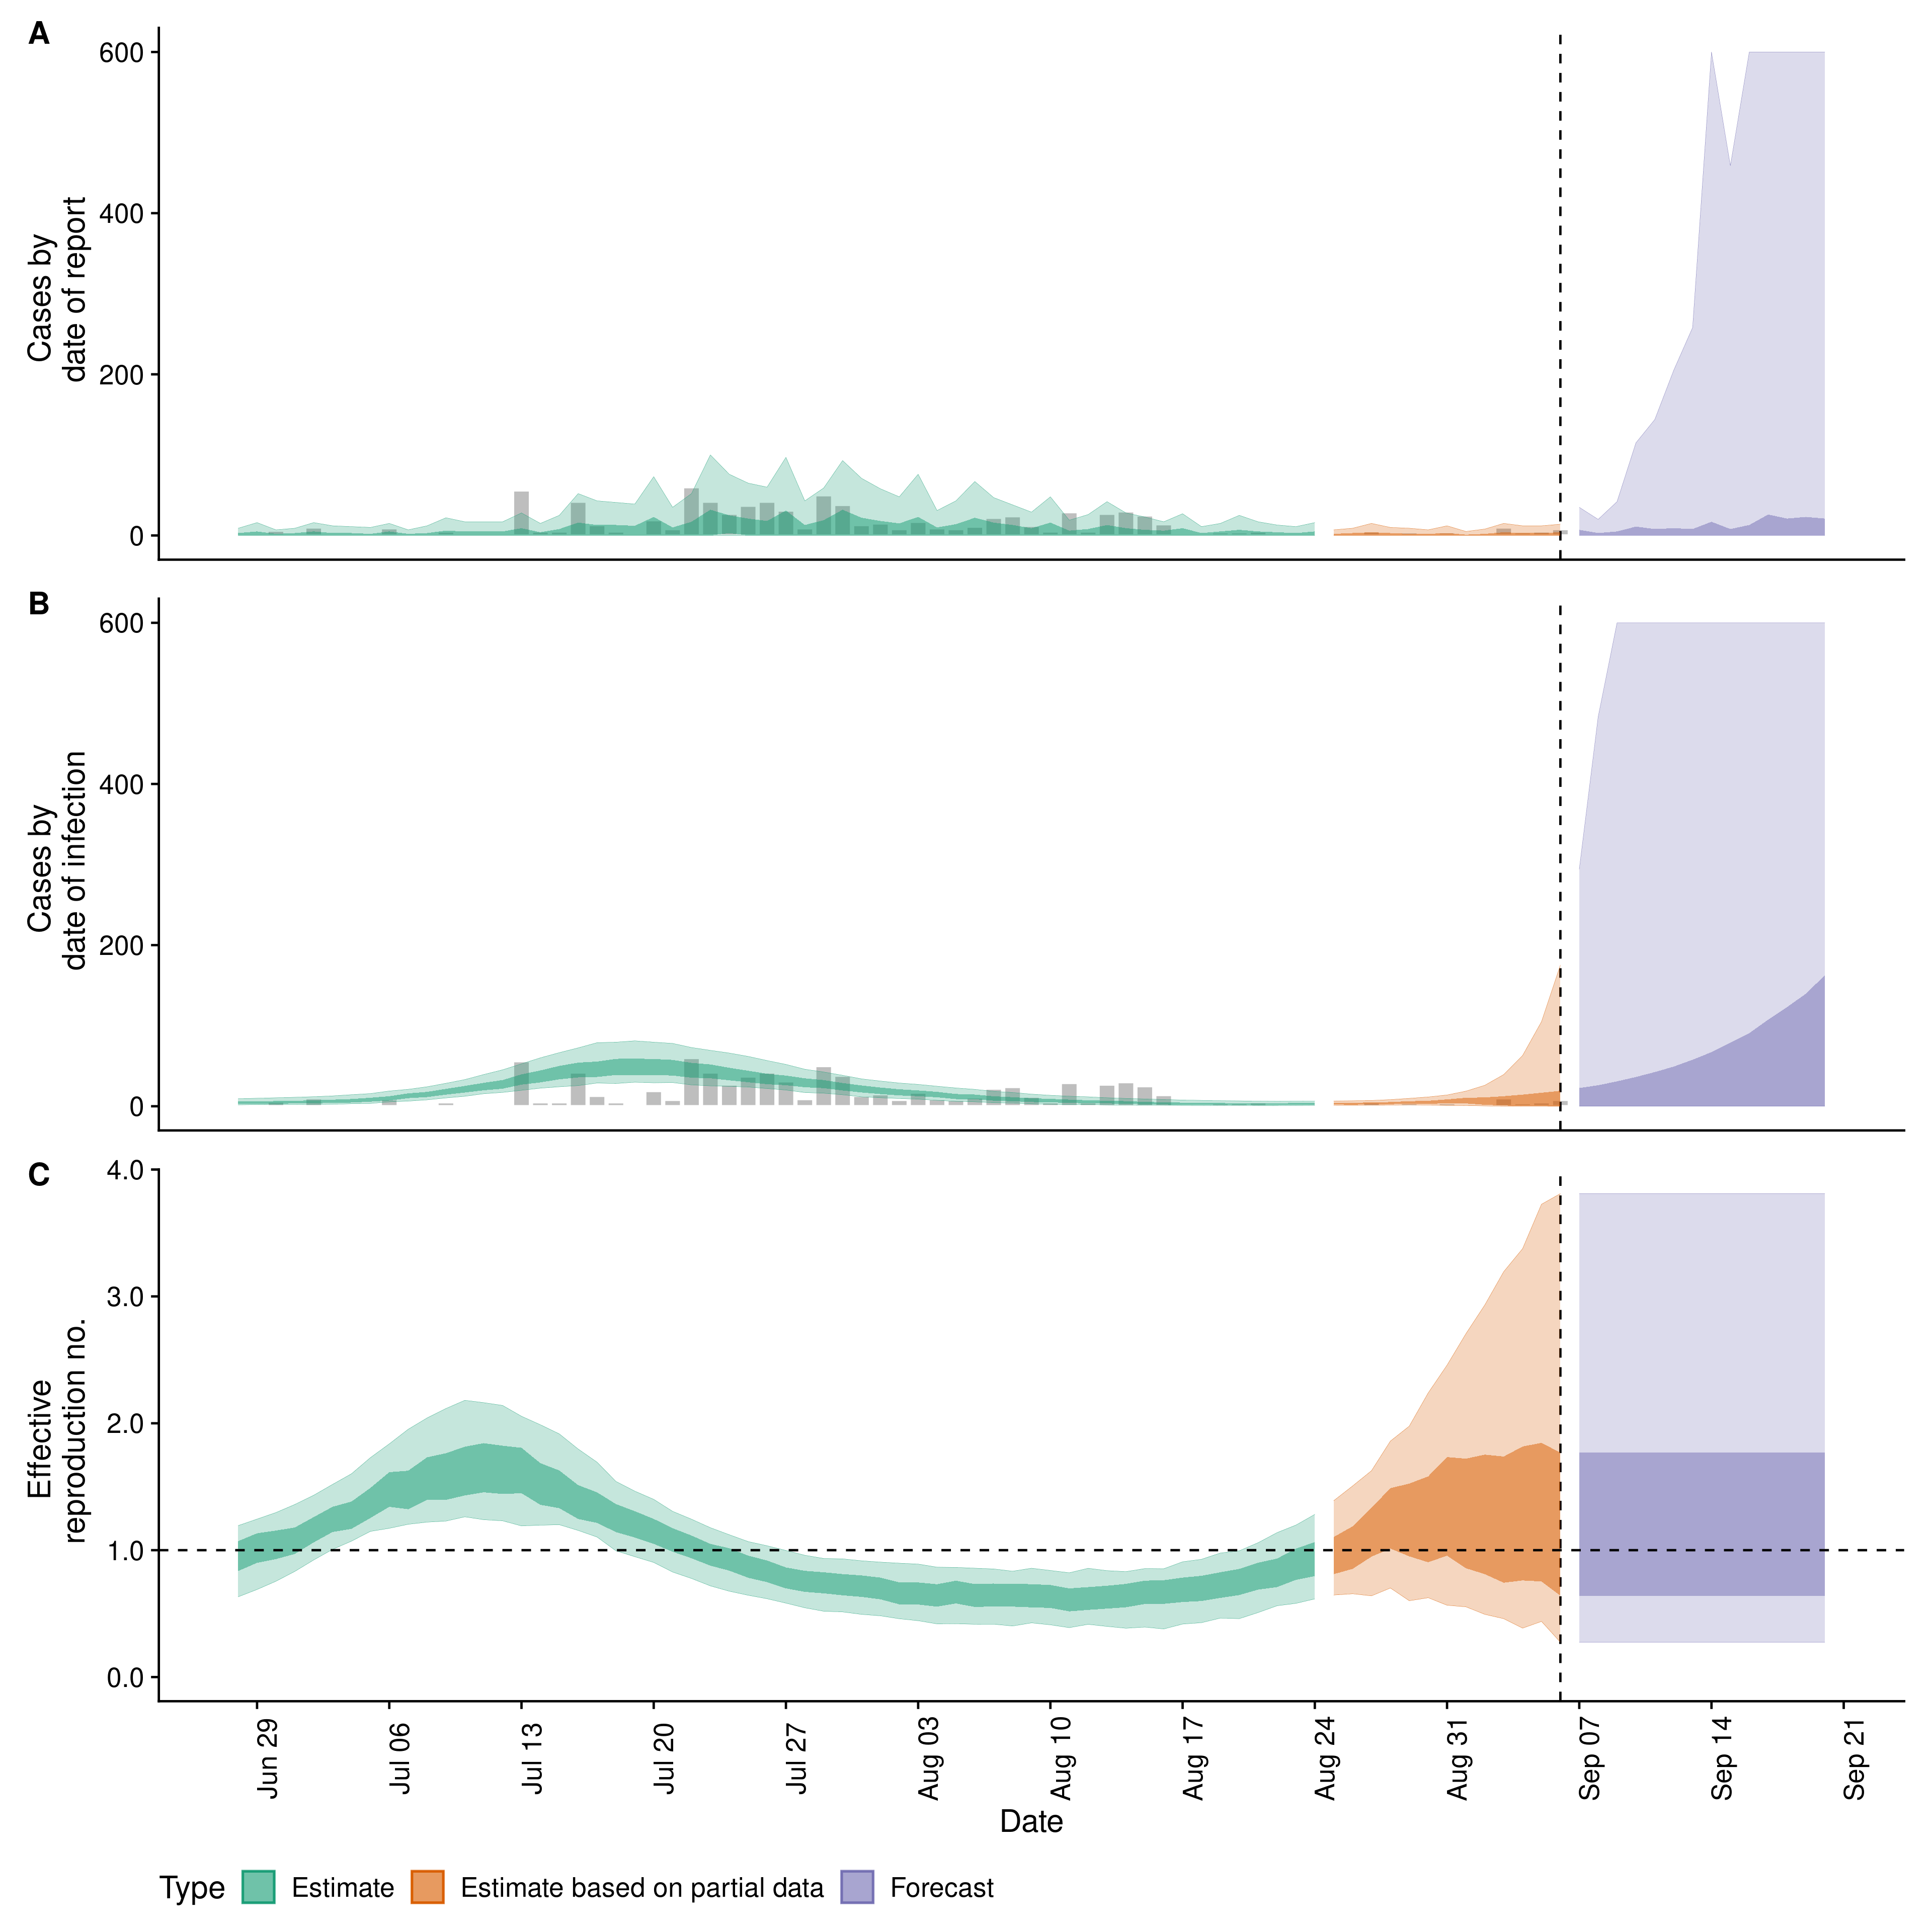 A
600
400
200
0
Cases by
date of report
B
600
400
200
0
Cases by
date of infection
C
4.0
3.0
2.0
1.0
0.0
Effective
reproduction no.
Jun 29
Jul 06
Jul 13
Jul 20
Jul 27
Aug 03
Aug 10
Aug 17
Aug 24
Aug 31
Sep 07
Sep 14
Sep 21
Date
Type Estimate Estimate based on partial data Forecast